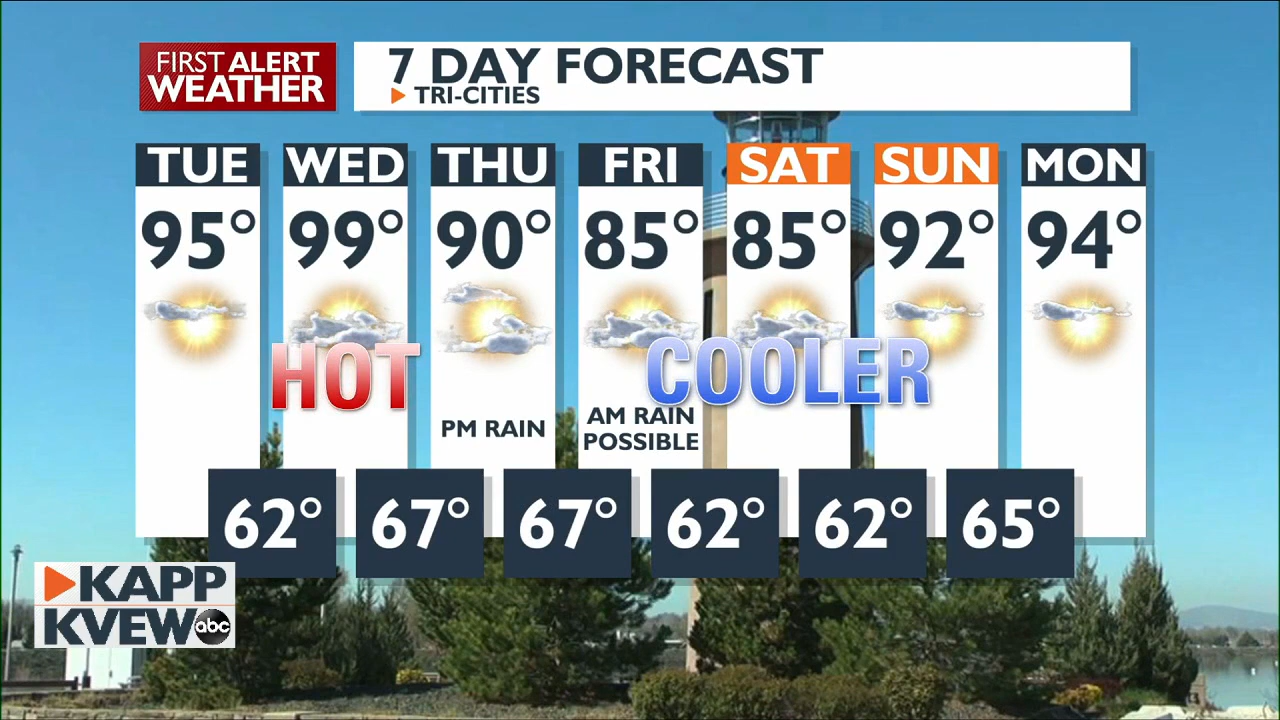 FIRST ALERT
WEATHER
7 DAY FORECAST
TRI-CITIES
TUE WED THU FRI SAT SUN MON
95° 99° 90° 85° 85° 92° 94°
HOT COOLER
PM RAIN
AM RAIN
POSSIBLE
62° 67° 67° 62° 62° 65°
KAPP
KVEW abc